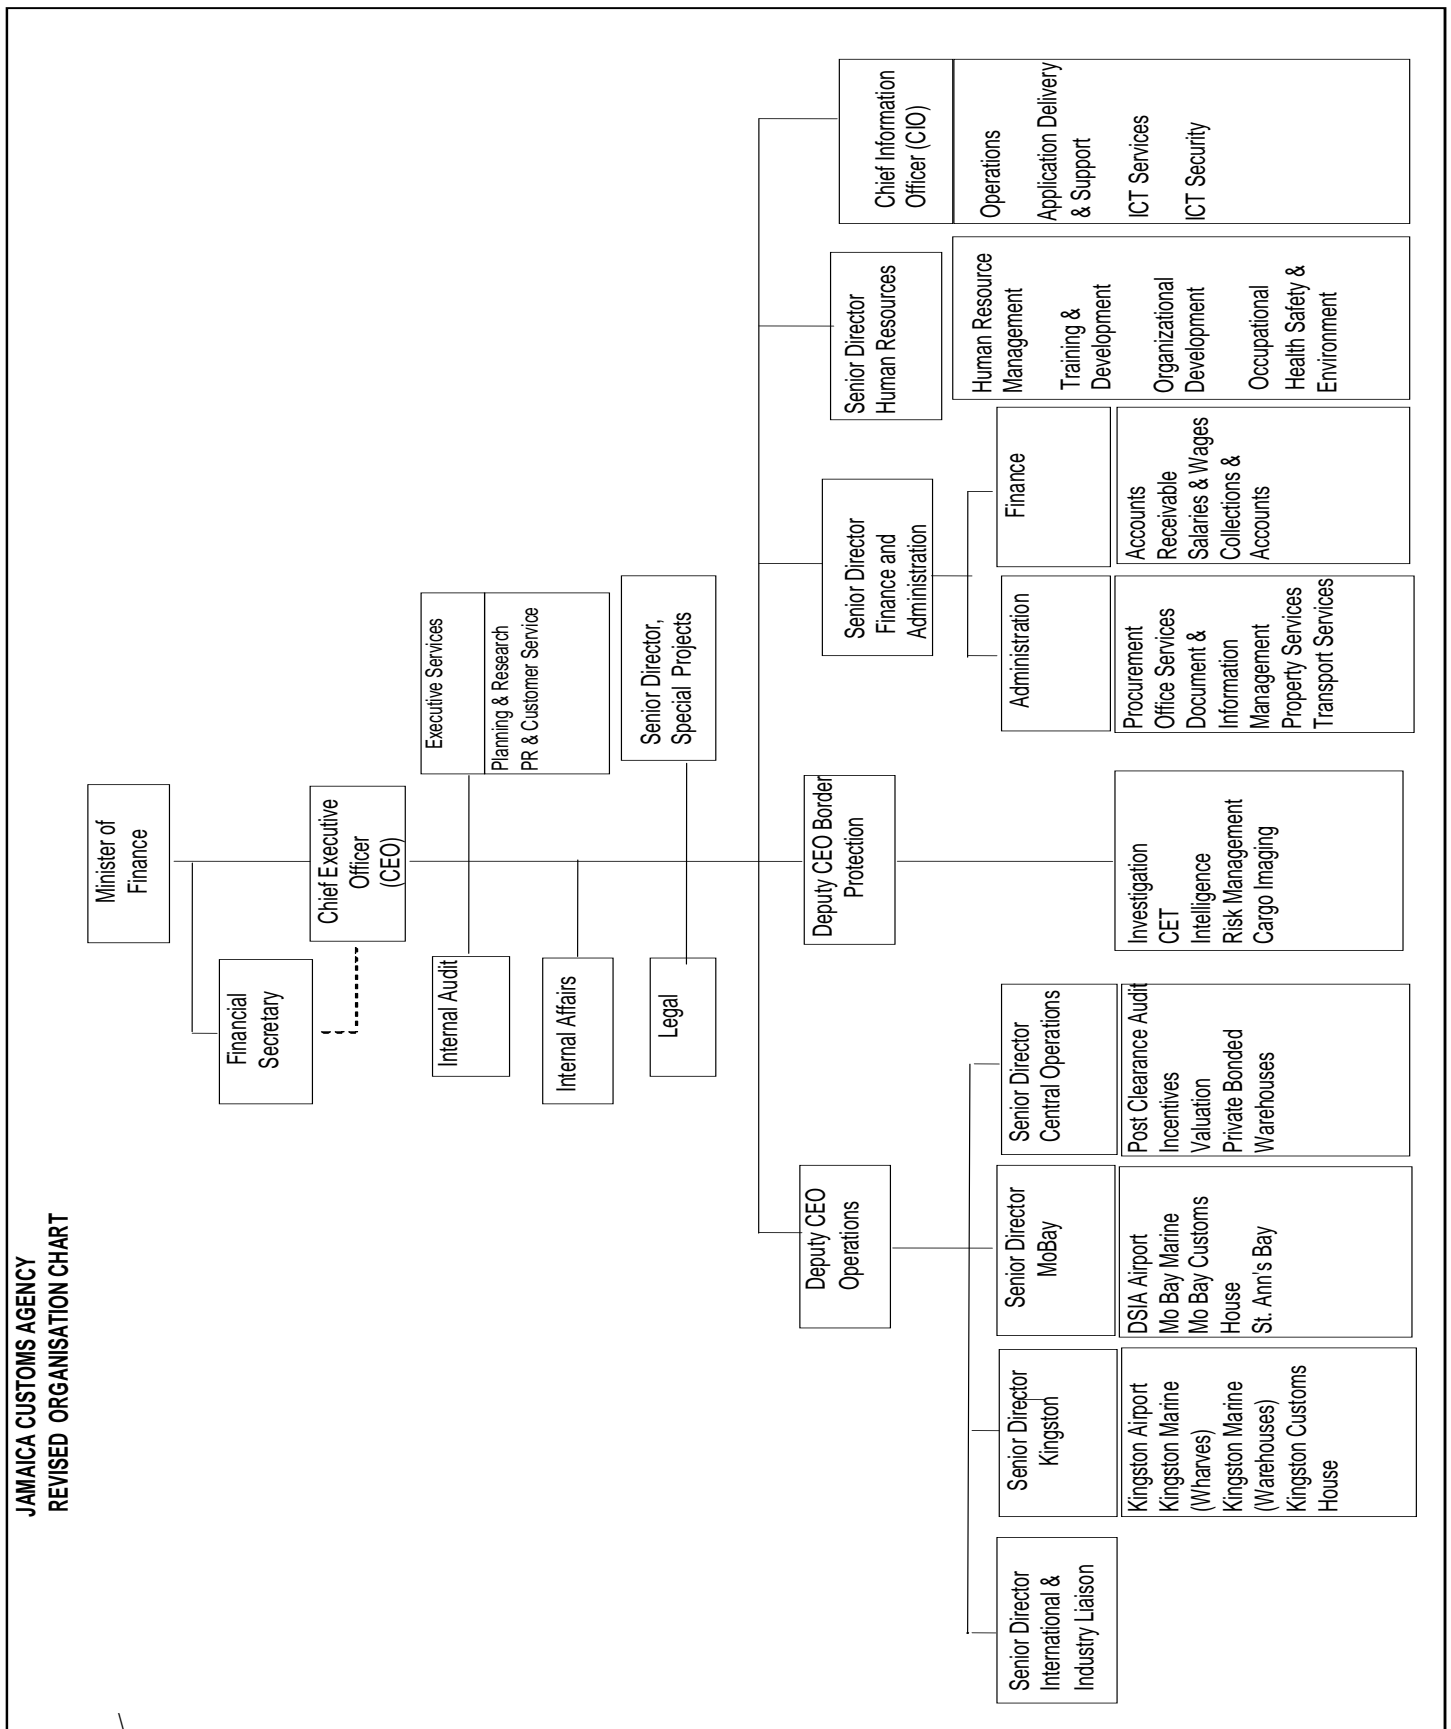 JAMAICA CUSTOMS AGENCY
REVISED ORGANISATION CHART
Minister of
Finance
Financial
Secretary
Chief Executive
Officer
(CEO)
Internal Audit
Executive Services
Planning & Research
PR & Customer Service
Internal Affairs
Legal
Senior Director,
Special Projects
Deputy CEO
Operations
Deputy CEO Border
Protection
Senior Director
Finance and
Administration
Senior Director
Human Resources
Chief Information
Officer (CIO)
Senior Director
International &
Industry Liaison
Senior Director
Kingston
Kingston Airport
Kingston Marine
(Wharves)
Kingston Marine
(Warehouses)
Kingston Customs
House
Senior Director
MoBay
DSIA Airport
Mo Bay Marine
Mo Bay Customs
House
St. Ann's Bay
Senior Director
Central Operations
Post Clearance Audit
Incentives
Valuation
Private Bonded
Warehouses
Investigation
CET
Intelligence
Risk Management
Cargo Imaging
Administration
Procurement
Office Services
Document &
Information
Management
Property Services
Transport Services
Finance
Accounts
Receivable
Salaries & Wages
Collections &
Accounts
Human Resource
Management
Training &
Development
Organizational
Development
Occupational
Health Safety &
Environment
Operations
Application Delivery
& Support
ICT Services
ICT Security